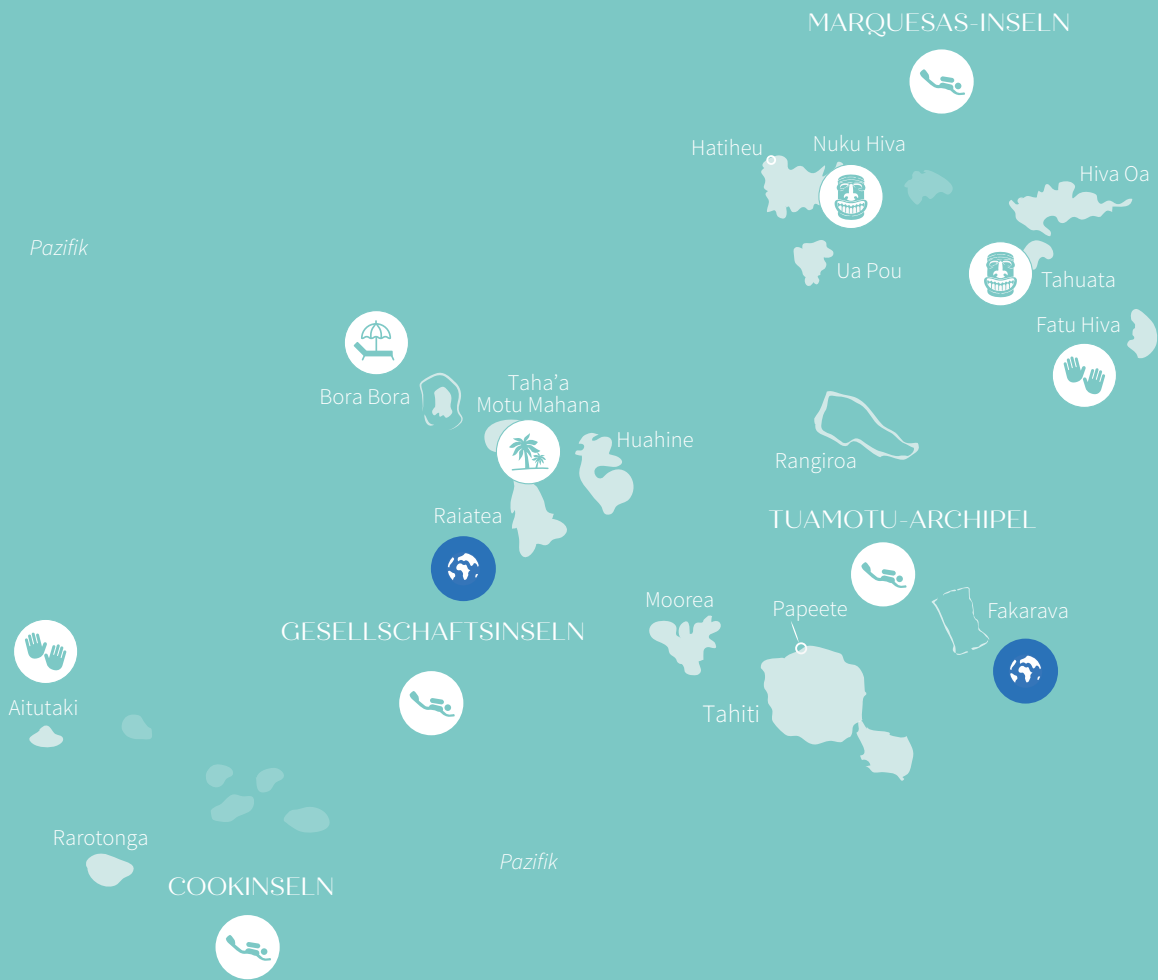 MARQUESAS-INSELN
Hatiheu
Nuku Hiva
Hiva Oa
Pazifik
Ua Pou
Tahuata
Fatu Hiva
Bora Bora
Taha’a
Motu Mahana
Huahine
Rangiroa
Raiatea
TUAMOTU-ARCHIPEL
Moorea
Papeete
Fakarava
GESELLSCHAFTSINSELN
Aitutaki
Tahiti
Rarotonga
Pazifik
COOKINSELN